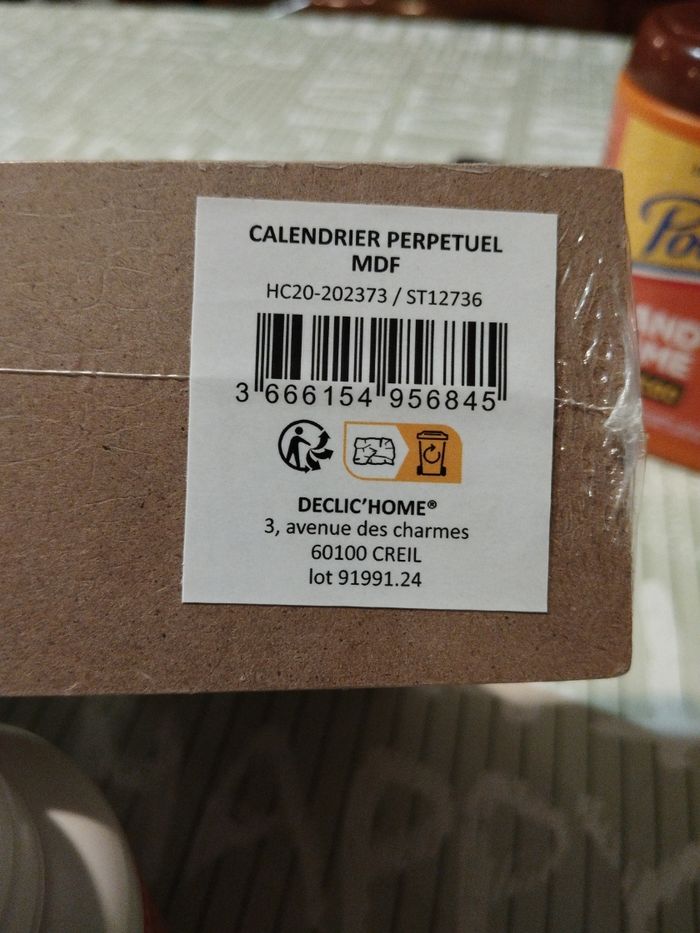 CALENDRIER PERPETUEL
MDF
HC20-202373 / ST12736
3 666154 956845
DECLIC'HOME®
3, avenue des charmes
60100 CREIL
lot 91991.24